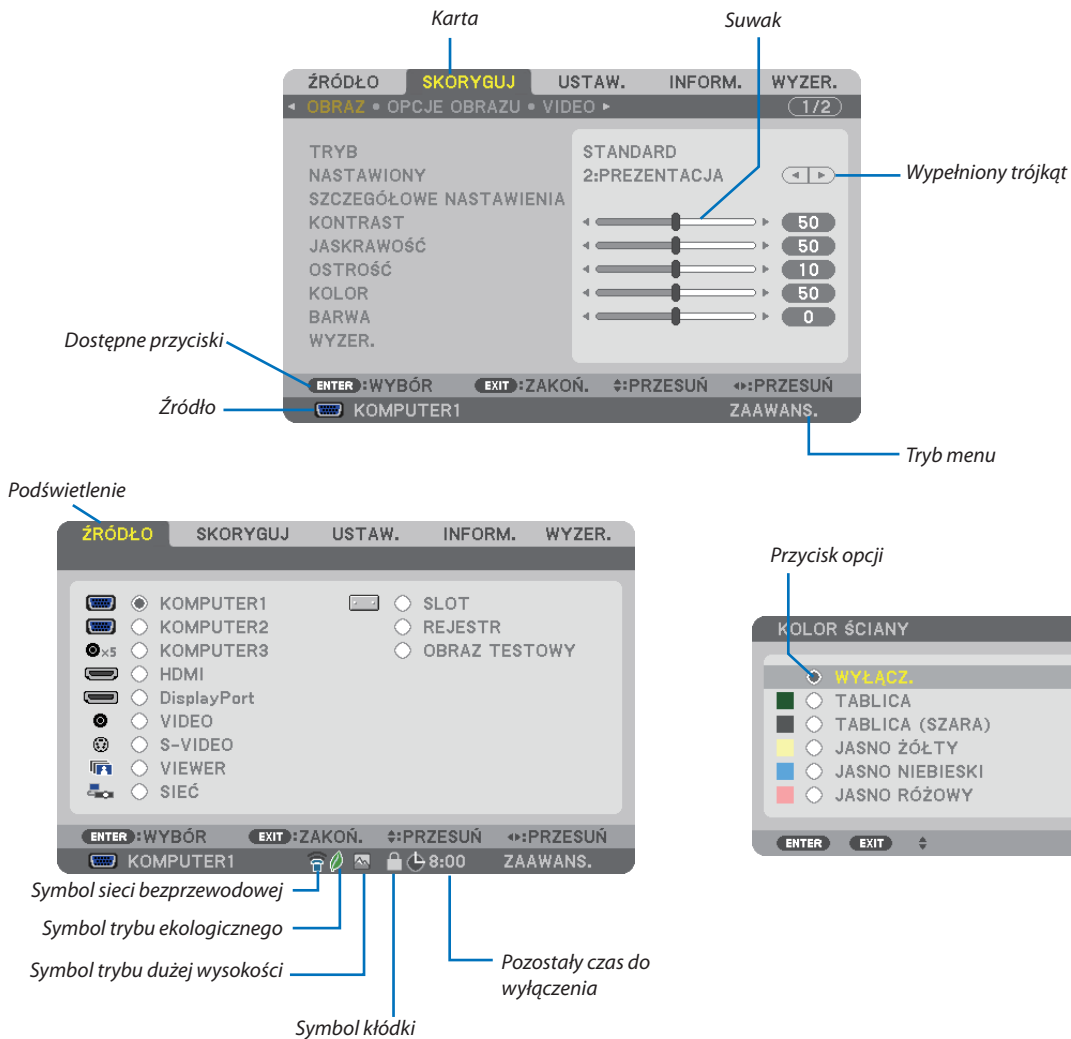 Karta
Suwak
ŹRÓDŁO SKORYGUJ USTAW. INFORM. WYZER.
OBRAZ • OPCJE OBRAZU • VIDEO 1/2
TRYB STANDARD
NASTAWIONY 2:PREZENTACJA
Wypełniony trójkąt
SZCZEGÓŁOWE NASTAWIENIA
KONTRAST 50
JASKRAWOŚĆ 50
OSTROŚĆ 10
KOLOR 50
BARWA 0
WYZER.
Dostępne przyciski
ENTER :WYBÓR EXIT :ZAKOŃ. :PRZESUŃ :PRZESUŃ
Źródło
KOMPUTER1 ZAAWANS.
Tryb menu
Podświetlenie
ŹRÓDŁO SKORYGUJ USTAW. INFORM. WYZER.
KOMPUTER1 SLOT
KOMPUTER2 REJESTR
×5 KOMPUTER3 OBRAZ TESTOWY
HDMI
DisplayPort
VIDEO
S-VIDEO
VIEWER
SIEĆ
ENTER :WYBÓR EXIT :ZAKOŃ. :PRZESUŃ :PRZESUŃ
KOMPUTER1 8:00 ZAAWANS.
Przycisk opcji
KOLOR ŚCIANY
WYŁĄCZ.
TABLICA
TABLICA (SZARA)
JASNO ŻÓŁTY
JASNO NIEBIESKI
JASNO RÓŻOWY
ENTER EXIT
Symbol sieci bezprzewodowej
Symbol trybu ekologicznego
Symbol trybu dużej wysokości
Pozostały czas do
wyłączenia
Symbol kłódki